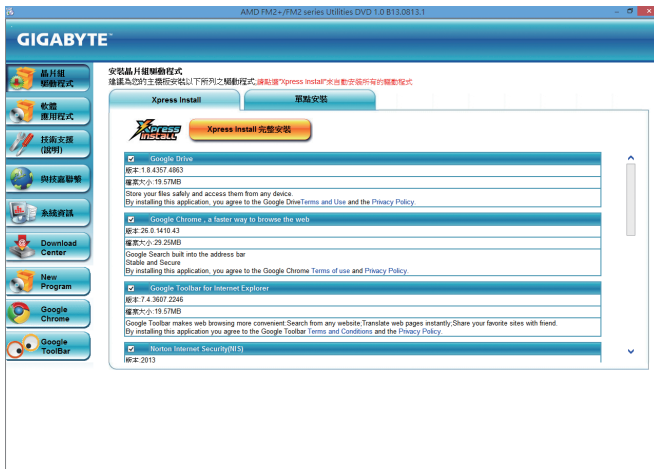 AMD FM2+/FM2 series Utilities DVD 1.0 B13.0813.1
GIGABYTE™
晶片組
驅動程式
軟體
應用程式
技術支援
(說明)
與技嘉聯繫
系統資訊
Download
Center
New
Program
Google
Chrome
Google
ToolBar
安裝晶片組驅動程式
建議為您的主機板安裝以下所列之驅動程式,請點選"Xpress Install"來自動安裝所有的驅動程式
Xpress Install
單點安裝
Xpress
INSTALL
Xpress Install 完整安裝
Google Drive
版本:1.8.4357.4863
檔案大小:19.57MB
Store your files safely and access them from any device.
By installing this application, you agree to the Google DriveTerms and Use and the Privacy Policy.
Google Chrome , a faster way to browse the web
版本:26.0.1410.43
檔案大小:29.25MB
Google Search built into the address bar
Stable and Secure
By installing this application, you agree to the Google Chrome Terms of use and Privacy Policy.
Google Toolbar for Internet Explorer
版本:7.4.3607.2246
檔案大小:19.57MB
Google Toolbar makes web browsing more convenient:Search from any website;Translate web pages instantly;Share your favorite sites with friend.
By installing this application you agree to the Google Toolbar Terms and Conditions and the Privacy Policy.
Norton Internet Security(NIS)
版本:2013